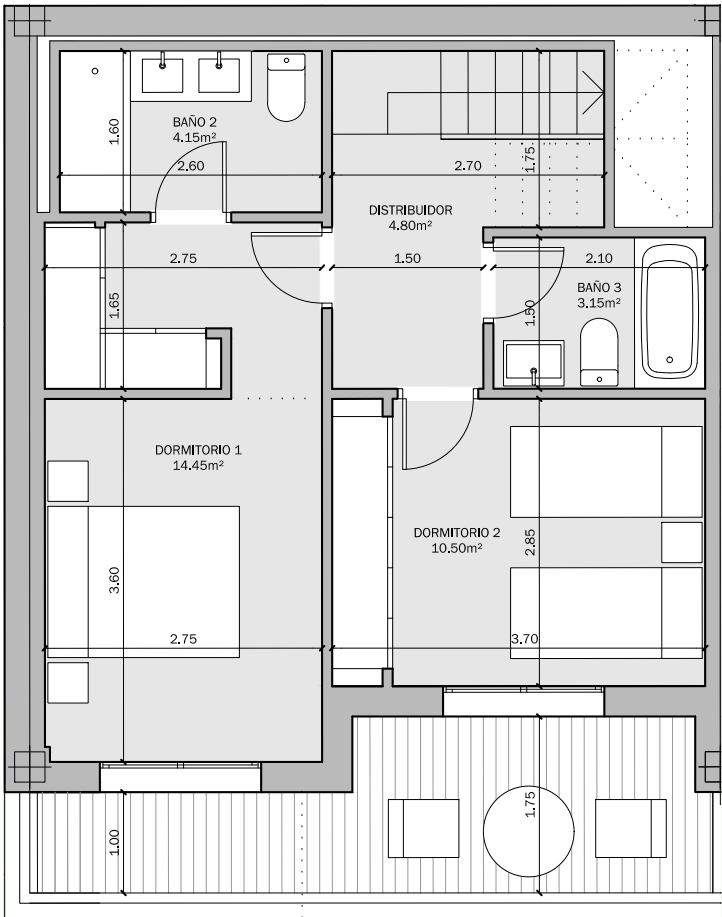 BAÑO 2
4.15m²
1.60
2.60
2.70
1.75
DISTRIBUIDOR
4.80m²
2.75
1.50
2.10
1.65
BAÑO 3
3.15m²
1.50
DORMITORIO 1
14.45m²
DORMITORIO 2
10.50m²
2.85
3.60
2.75
3.70
1.75
1.00